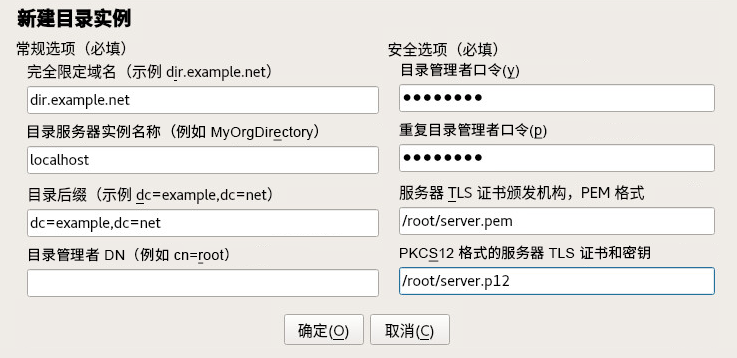 新建目录实例
常规选项（必填）
完全限定域名（示例 dir.example.net）
dir.example.net
目录服务器实例名称（例如 MyOrgDirectory）
localhost
目录后缀（示例 dc=example,dc=net）
dc=example,dc=net
目录管理者 DN（例如 cn=root）
安全选项（必填）
目录管理者口令(y)
●●●●●●●●
重复目录管理者口令(p)
●●●●●●●●
服务器 TLS 证书颁发机构，PEM 格式
/root/server.pem
PKCS12 格式的服务器 TLS 证书和密钥
/root/server.p12
确定(O) 取消(C)